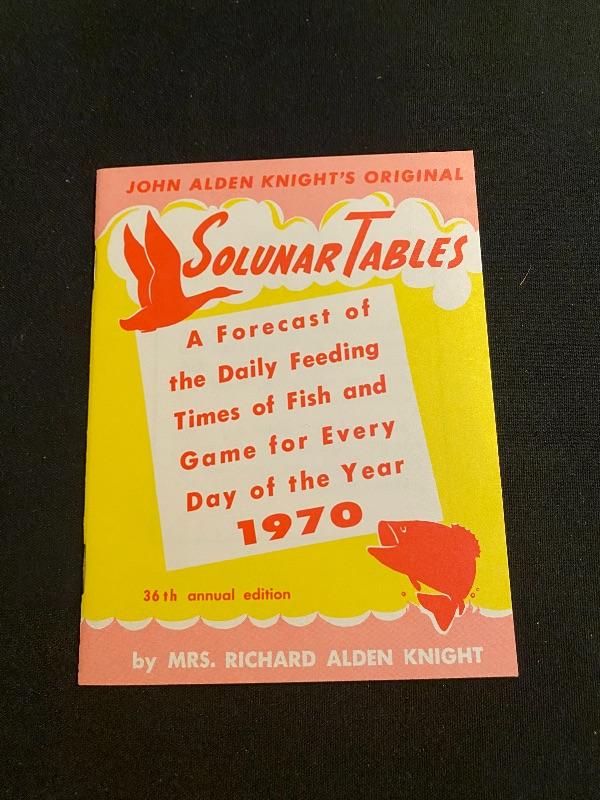 JOHN ALDEN KNIGHT'S ORIGINAL
SOLUNAR TABLES
A Forecast of
the Daily Feeding
Times of Fish and
Game for Every
Day of the Year
1970
36th annual edition
by MRS. RICHARD ALDEN KNIGHT